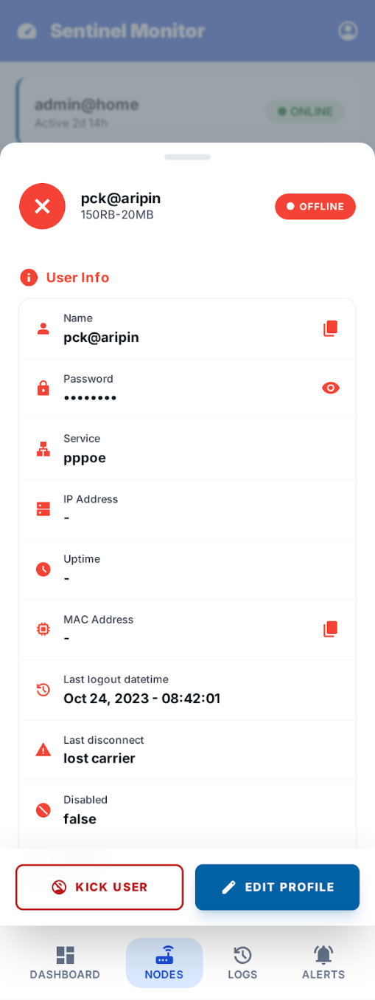 Sentinel Monitor
admin@home
Active 2d 14h
ONLINE
pck@aripin
150RB-20MB
OFFLINE
User Info
Name
pck@aripin
Password
••••••••
Service
pppoe
IP Address
-
Uptime
-
MAC Address
-
Last logout datetime
Oct 24, 2023 - 08:42:01
Last disconnect
lost carrier
Disabled
false
KICK USER
EDIT PROFILE
DASHBOARD
NODES
LOGS
ALERTS